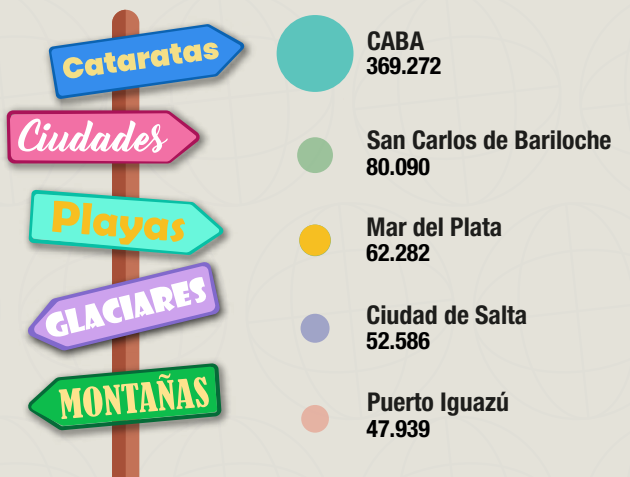 Cataratas
Ciudades
Playas
GLACIARES
MONTAÑAS
CABA
369.272
San Carlos de Bariloche
80.090
Mar del Plata
62.282
Ciudad de Salta
52.586
Puerto Iguazú
47.939